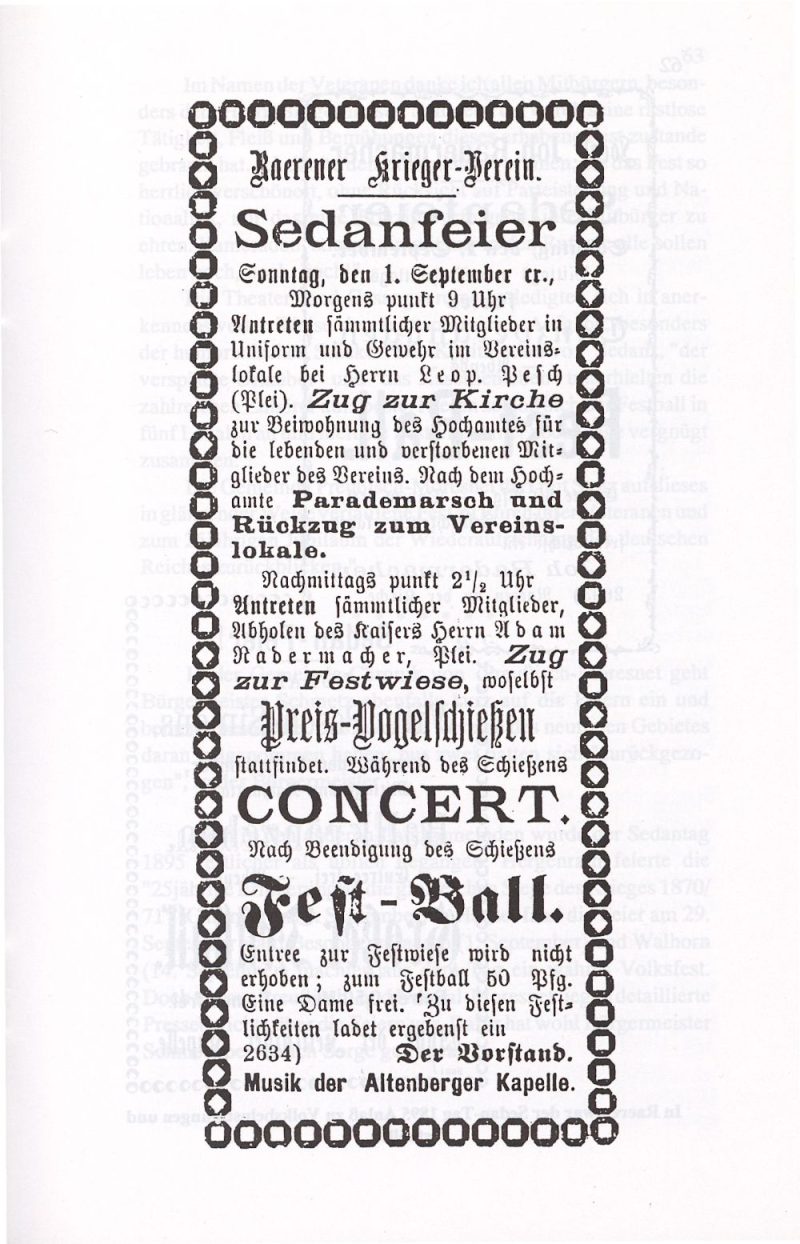 Raerener Krieger-Verein.
Sedanfeier
Sonntag, den 1. September cr.,
Morgens punkt 9 Uhr
Antreten sämmtlicher Mitglieder in
Uniform und Gewehr im Vereins-
lokale bei Herrn Leop. Pesch
(Plei). Zug zur Kirche
zur Beiwohnung des Hochamtes für
die lebenden und verstorbenen Mit-
glieder des Vereins. Nach dem Hoch-
amte Parademarsch und
Rückzug zum Vereins-
lokale.
Nachmittags punkt 2½ Uhr
Antreten sämmtlicher Mitglieder,
Abholen des Kaisers Herrn Adam
Radermacher, Plei. Zug
zur Festwiese, woselbst
Preis-Vogelschießen
stattfindet. Während des Schießens
CONCERT.
Nach Beendigung des Schießens
Fest-Ball.
Entree zur Festwiese wird nicht
erhoben; zum Festball 60 Pfg.
Eine Dame frei. Zu diesen Fest-
lichkeiten ladet ergebenst ein
2634) Der Vorstand.
Musik der Altenberger Kapelle.